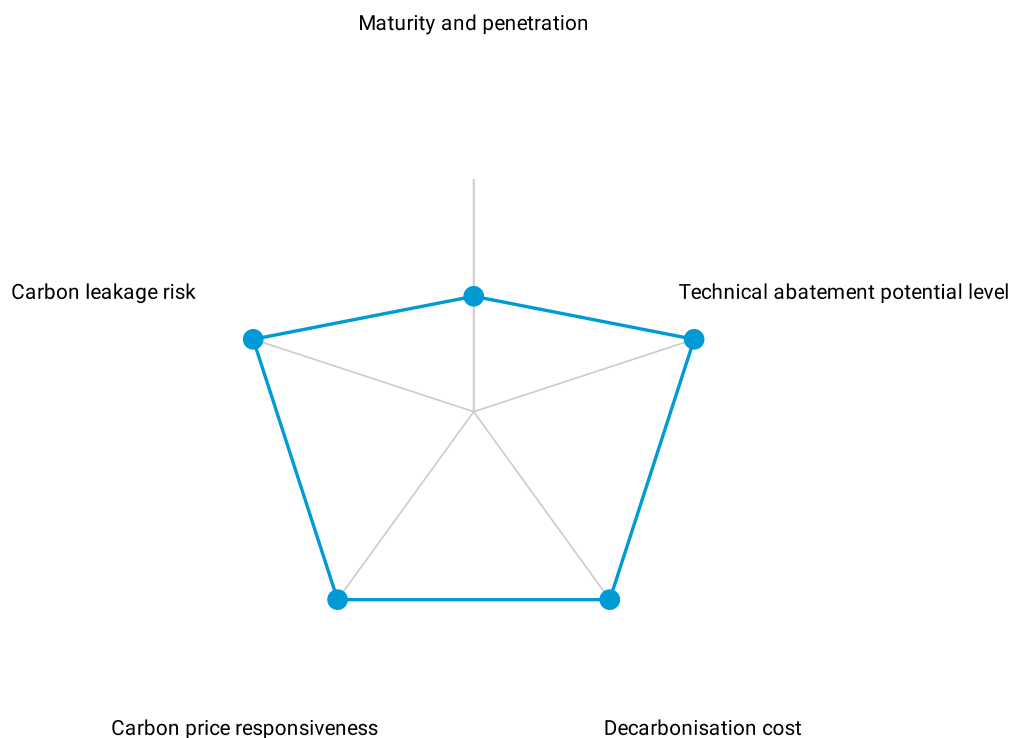 Maturity and penetration
Carbon leakage risk
Technical abatement potential level
Carbon price responsiveness
Decarbonisation cost